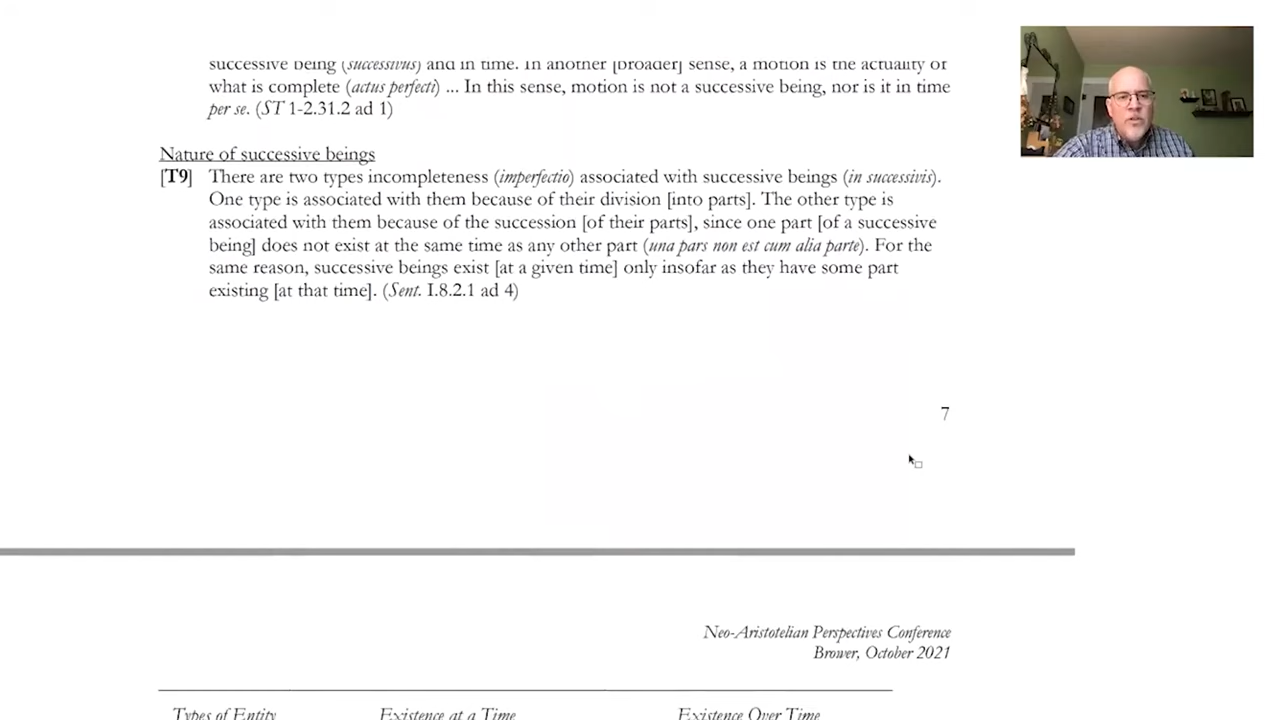 successive being (successivus) and in time. In another [broader] sense, a motion is the actuality of
what is complete (actus perfecti) ... In this sense, motion is not a successive being, nor is it in time
per se. (ST 1-2.31.2 ad 1)
Nature of successive beings
[T9] There are two types incompleteness (imperfectio) associated with successive beings (in successivis).
One type is associated with them because of their division [into parts]. The other type is
associated with them because of the succession [of their parts], since one part [of a successive
being] does not exist at the same time as any other part (una pars non est cum alia parte). For the
same reason, successive beings exist [at a given time] only insofar as they have some part
existing [at that time]. (Sent. I.8.2.1 ad 4)
7
Neo-Aristotelian Perspectives Conference
Brower, October 2021
Types of Entity Existence at a Time Existence Over Time